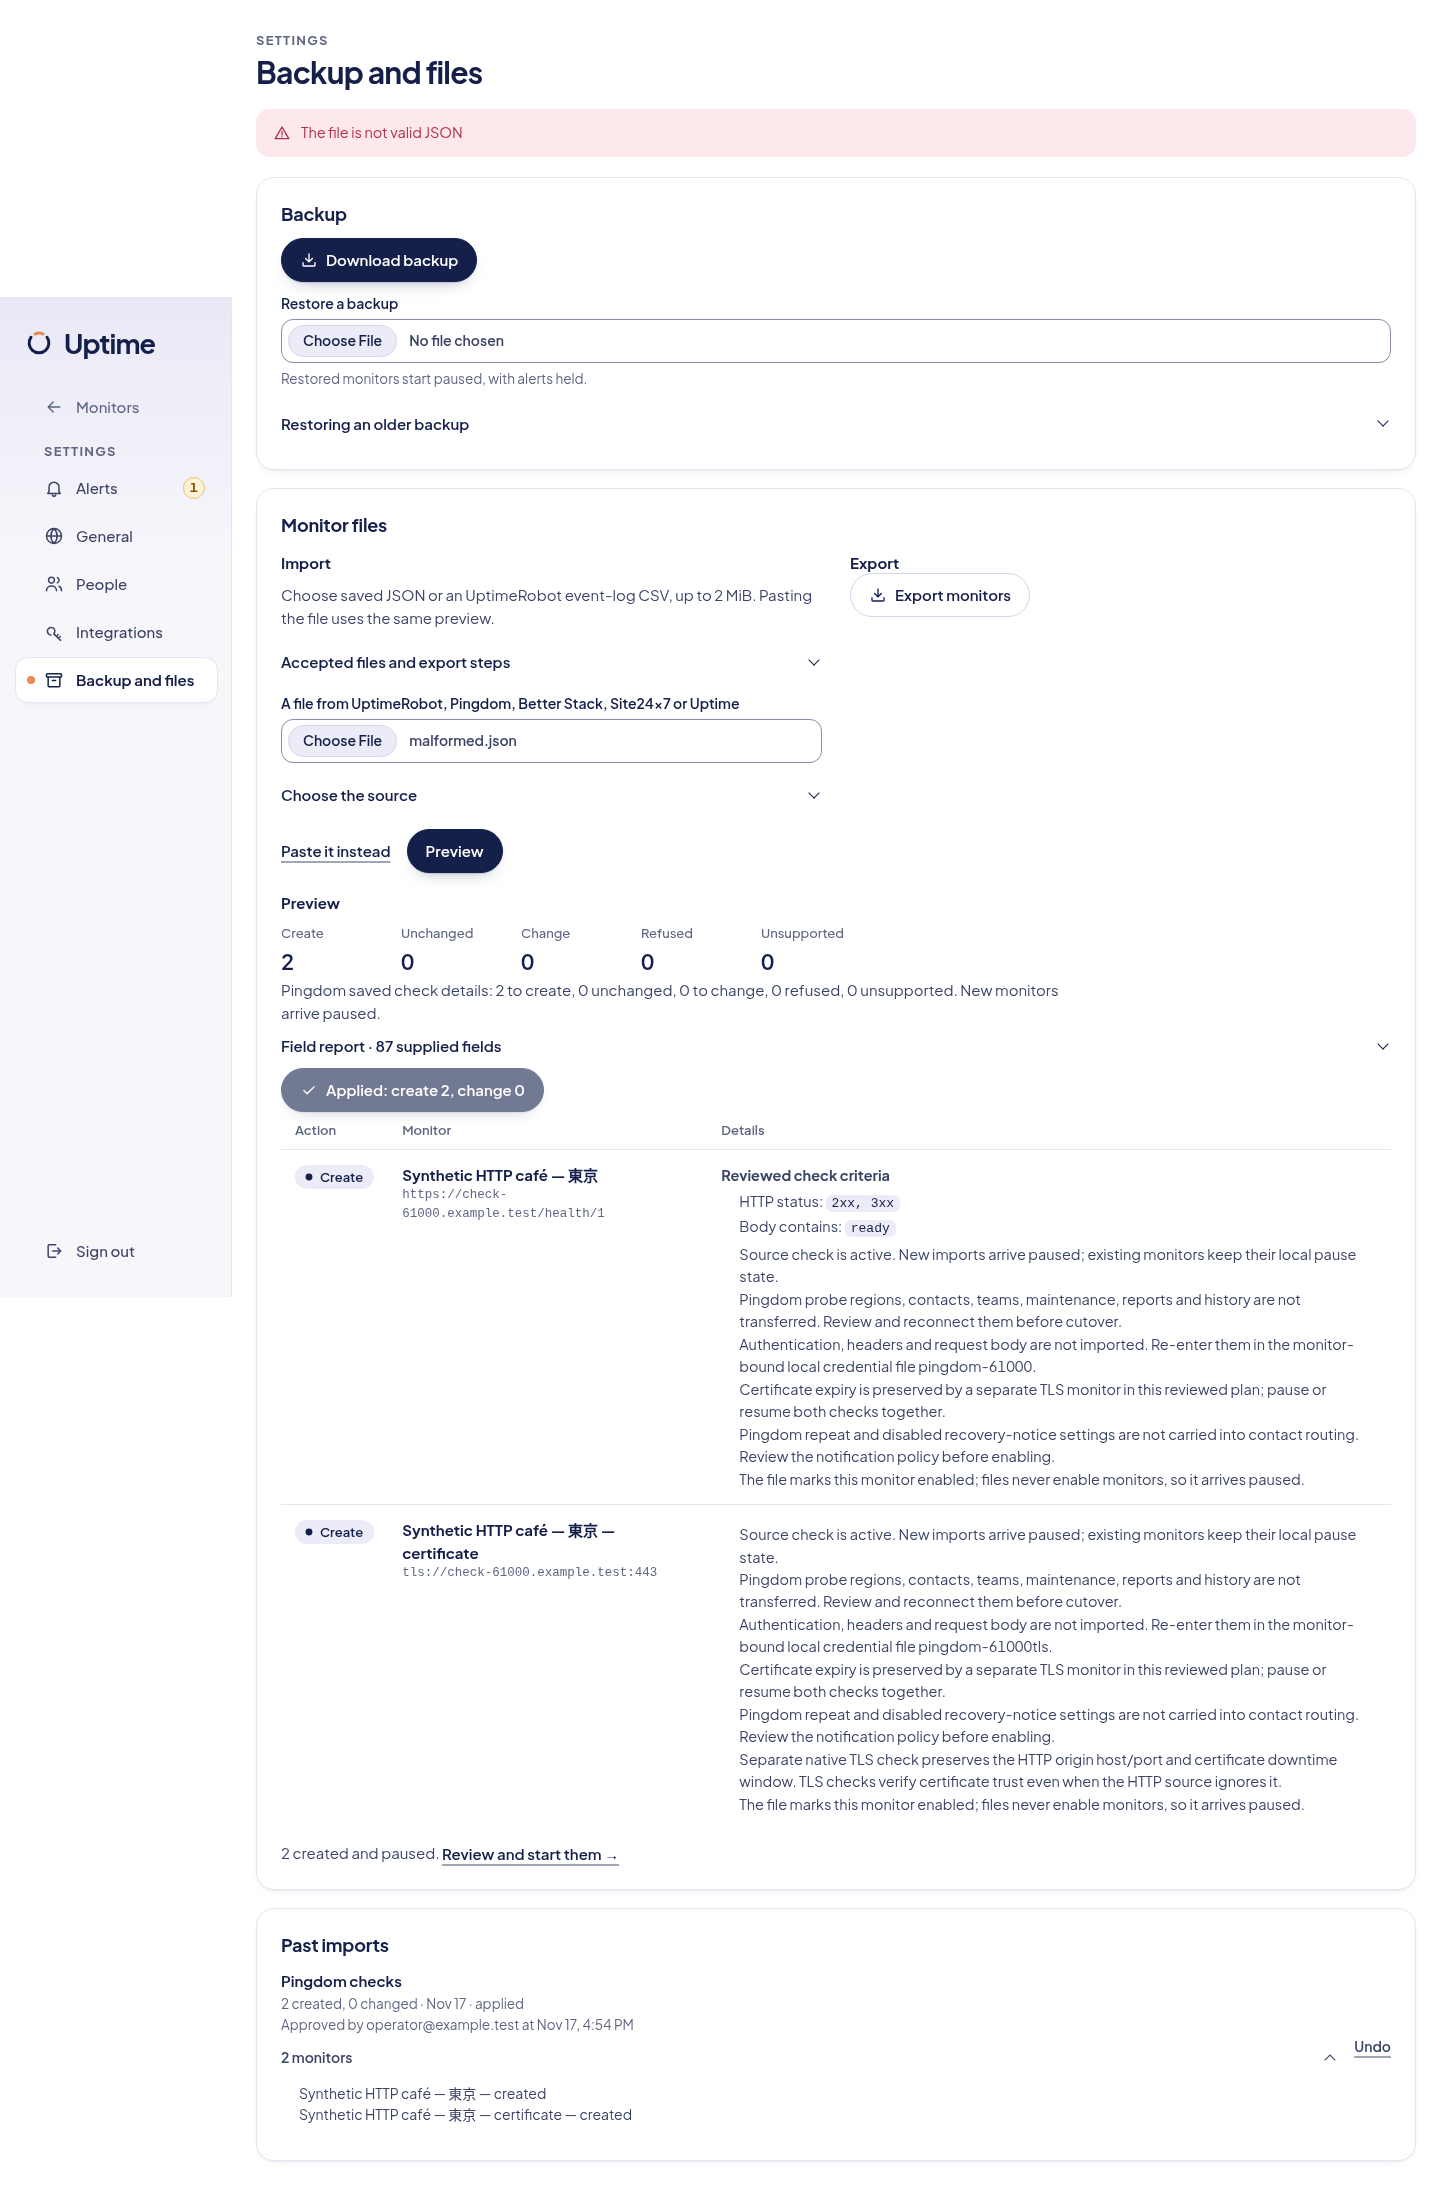 SETTINGS
Backup and files
The file is not valid JSON
Backup
Download backup
Restore a backup
Choose File No file chosen
Restored monitors start paused, with alerts held.
Restoring an older backup
Uptime
Monitors
SETTINGS
Alerts 1
General
People
Integrations
Backup and files
Sign out
Monitor files
Import
Choose saved JSON or an UptimeRobot event-log CSV, up to 2 MiB. Pasting
the file uses the same preview.
Export
Export monitors
Accepted files and export steps
A file from UptimeRobot, Pingdom, Better Stack, Site24x7 or Uptime
Choose File malformed.json
Choose the source
Paste it instead Preview
Preview
Create Unchanged Change Refused Unsupported
2 0 0 0 0
Pingdom saved check details: 2 to create, 0 unchanged, 0 to change, 0 refused, 0 unsupported. New monitors
arrive paused.
Field report · 87 supplied fields
Applied: create 2, change 0
Action Monitor Details
Create
Synthetic HTTP café — 東京
https://check-
61000.example.test/health/1
Reviewed check criteria
HTTP status: 2xx, 3xx
Body contains: ready
Source check is active. New imports arrive paused; existing monitors keep their local pause
state.
Pingdom probe regions, contacts, teams, maintenance, reports and history are not
transferred. Review and reconnect them before cutover.
Authentication, headers and request body are not imported. Re-enter them in the monitor-
bound local credential file pingdom-61000.
Certificate expiry is preserved by a separate TLS monitor in this reviewed plan; pause or
resume both checks together.
Pingdom repeat and disabled recovery-notice settings are not carried into contact routing.
Review the notification policy before enabling.
The file marks this monitor enabled; files never enable monitors, so it arrives paused.
Create
Synthetic HTTP café — 東京 —
certificate
tls://check-61000.example.test:443
Source check is active. New imports arrive paused; existing monitors keep their local pause
state.
Pingdom probe regions, contacts, teams, maintenance, reports and history are not
transferred. Review and reconnect them before cutover.
Authentication, headers and request body are not imported. Re-enter them in the monitor-
bound local credential file pingdom-61000tls.
Certificate expiry is preserved by a separate TLS monitor in this reviewed plan; pause or
resume both checks together.
Pingdom repeat and disabled recovery-notice settings are not carried into contact routing.
Review the notification policy before enabling.
Separate native TLS check preserves the HTTP origin host/port and certificate downtime
window. TLS checks verify certificate trust even when the HTTP source ignores it.
The file marks this monitor enabled; files never enable monitors, so it arrives paused.
2 created and paused. Review and start them →
Past imports
Pingdom checks
2 created, 0 changed · Nov 17 · applied
Approved by operator@example.test at Nov 17, 4:54 PM
Undo
2 monitors
Synthetic HTTP café — 東京 — created
Synthetic HTTP café — 東京 — certificate — created